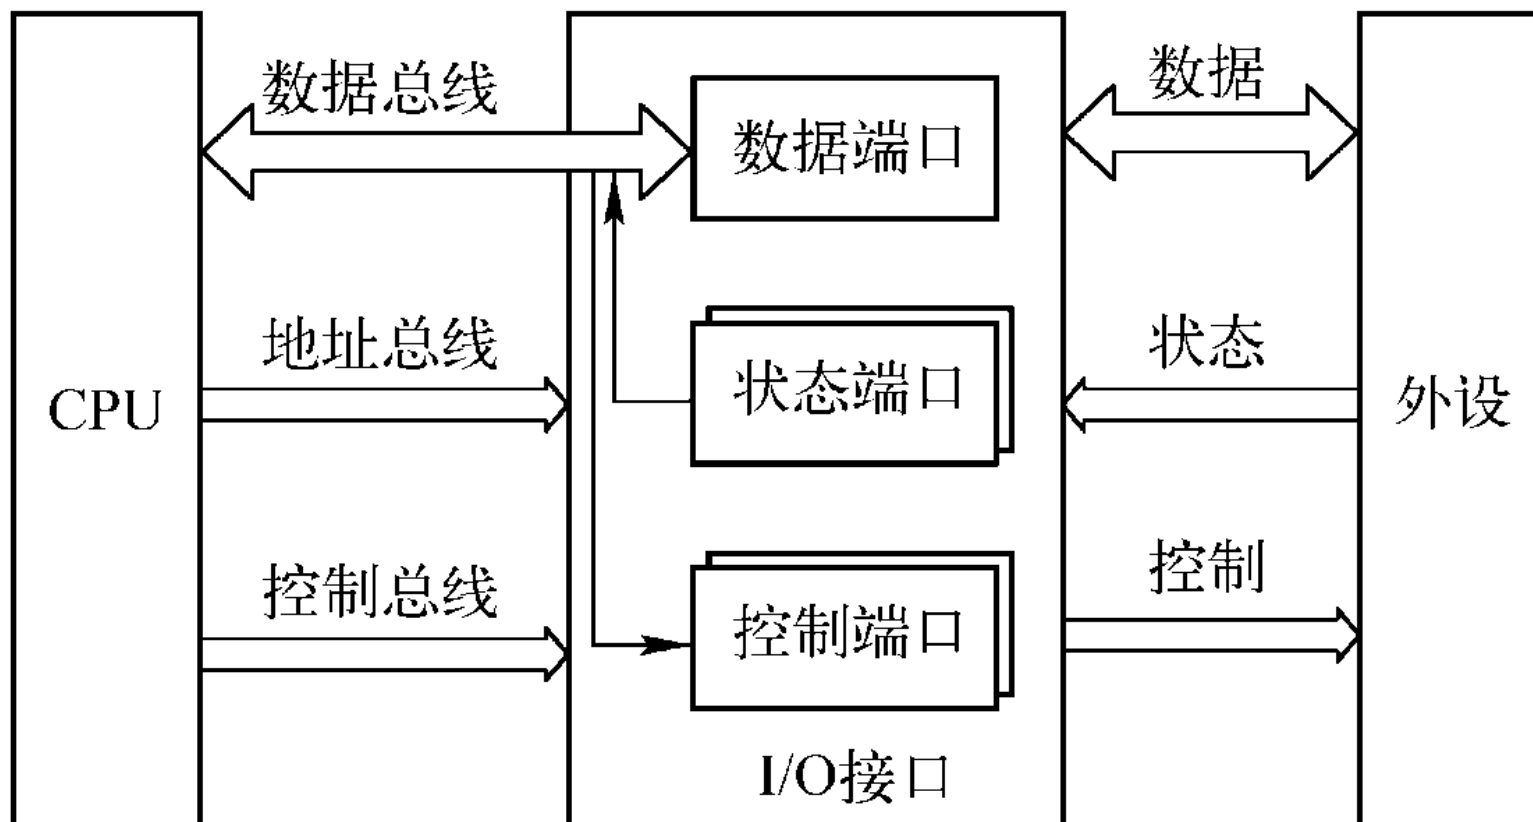 数据总线
数据端口
数据
地址总线
状态端口
状态
CPU
外设
控制总线
控制端口
控制
I/O接口